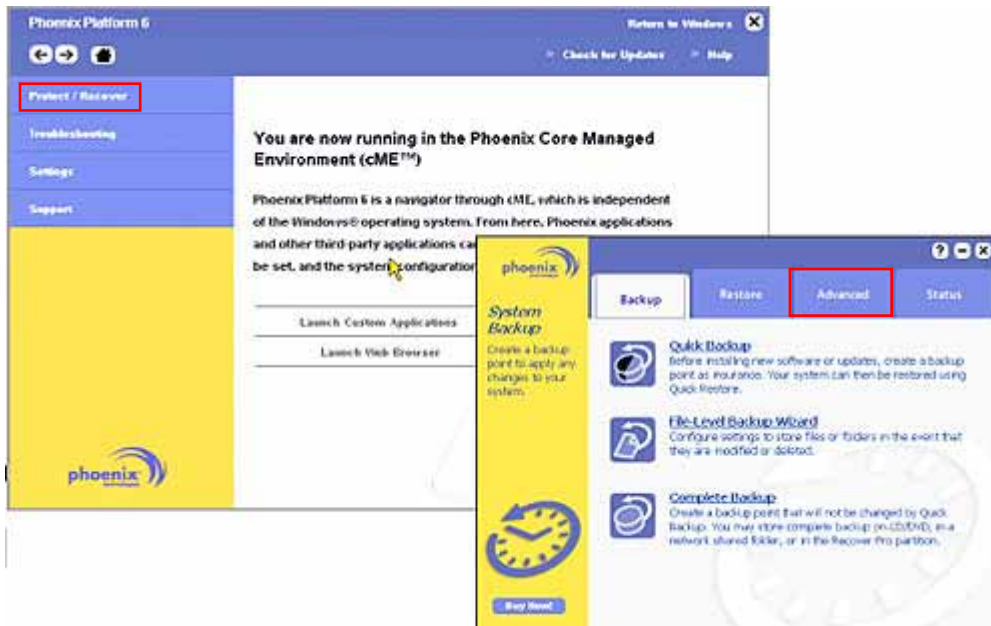 Phoenix Platform 6
Return to Windows
Check for Updates
Help
Protect / Recover
Troubleshooting
Settings
Support
You are now running in the Phoenix Core Managed
Environment (cME™)
Phoenix Platform 6 is a navigator through cME, which is independent
of the Windows® operating system. From here, Phoenix applications
and other third-party applications ca
be set, and the system configuration
Launch Custom Applications
Launch Web Browser
phoenix
phoenix
System
Backup
Create a backup
point to apply any
changes to your
system.
Buy Now!
Backup
Restore
Advanced
Status
Quick Backup
Before installing new software or updates, create a backup
point as insurance. Your system can then be restored using
Quick Restore.
File-Level Backup Wizard
Configure settings to store files or folders in the event that
they are modified or deleted.
Complete Backup
Create a backup point that will not be changed by Quick
Backup. You may store complete backup on CD/DVD, in a
network shared folder, or in the Recover Pro partition.